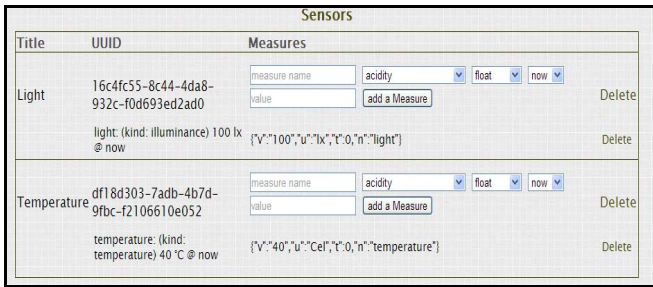 Sensors
Title UUID Measures
measure name acidity float now
Light 16c4fc55-8c44-4da8-932c-f0d693ed2ad0 value add a Measure Delete
light: (kind: illuminance) 100 lx @ now {"v":"100","u":"lx","t":0,"n":"light"} Delete
measure name acidity float now
Temperature df18d303-7adb-4b7d-9fbc-f2106610e052 value add a Measure Delete
temperature: (kind: temperature) 40 °C @ now {"v":"40","u":"Cel","t":0,"n":"temperature"} Delete